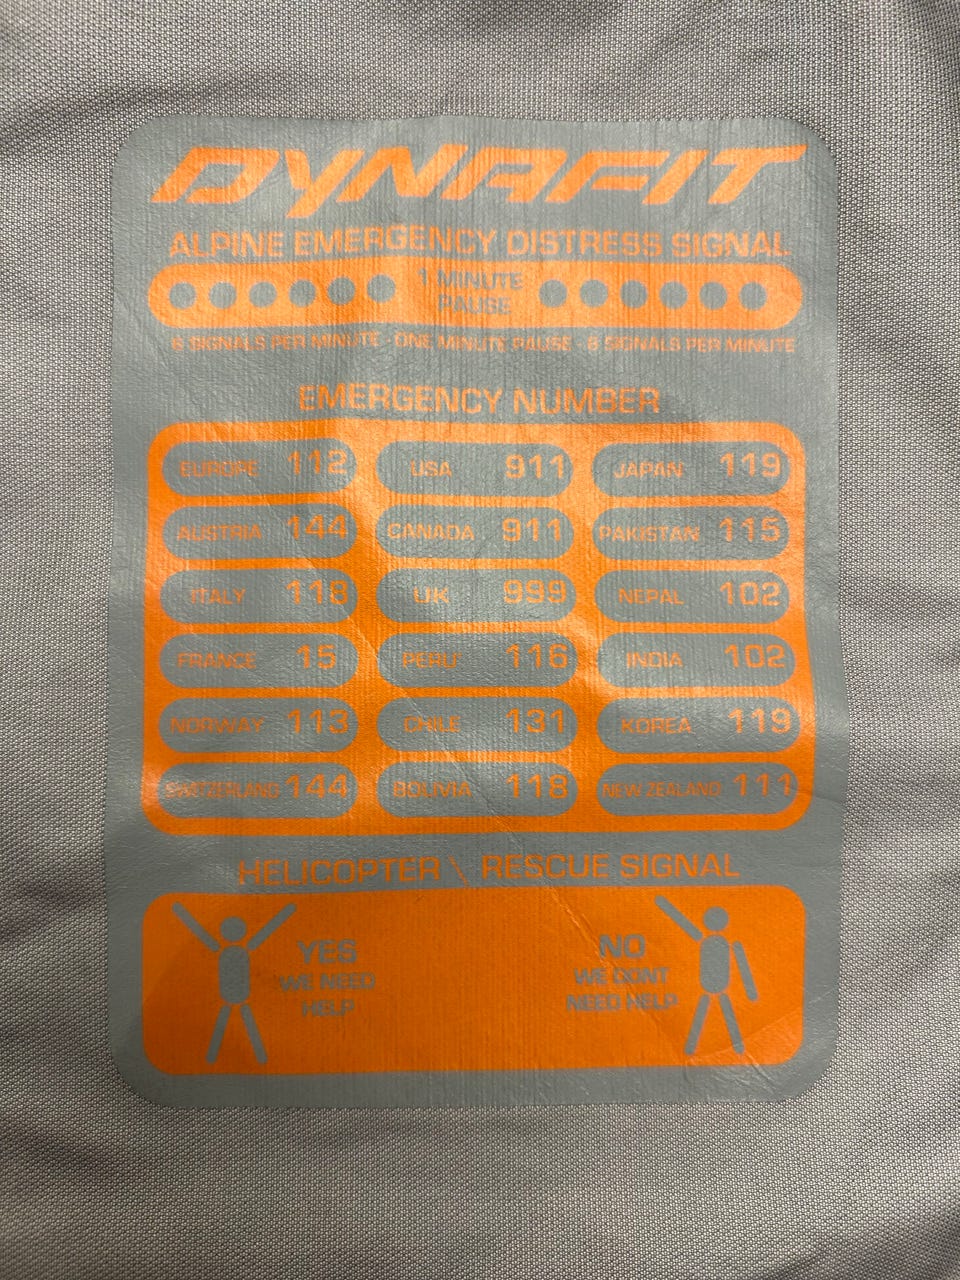 DYNAFIT
ALPINE EMERGENCY DISTRESS SIGNAL
1 MINUTE
PAUSE
6 SIGNALS PER MINUTE - ONE MINUTE PAUSE - 6 SIGNALS PER MINUTE
EMERGENCY NUMBER
EUROPE 112 USA 911 JAPAN 119
AUSTRIA 144 CANADA 911 PAKISTAN 115
ITALY 118 UK 999 NEPAL 102
FRANCE 15 PERU 116 INDIA 102
NORWAY 113 CHILE 131 KOREA 119
SWITZERLAND 144 BOLIVIA 118 NEW ZEALAND 111
HELICOPTER \ RESCUE SIGNAL
YES
WE NEED
HELP
NO
WE DONT
NEED HELP